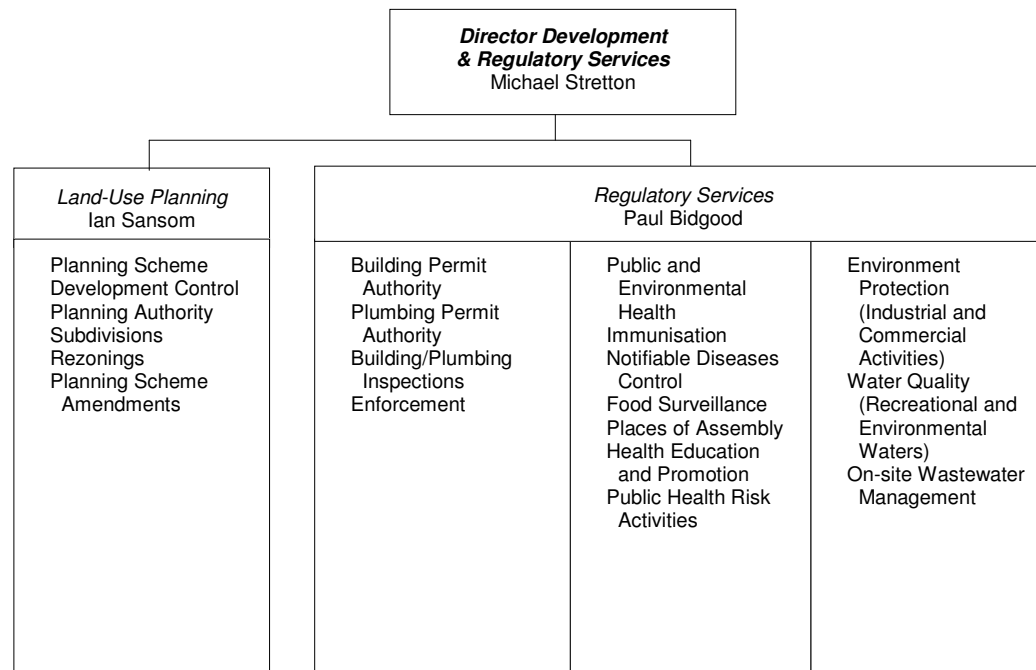 Director Development
& Regulatory Services
Michael Stretton
Land-Use Planning
Ian Sansom
Planning Scheme
Development Control
Planning Authority
Subdivisions
Rezonings
Planning Scheme
Amendments
Regulatory Services
Paul Bidgood
Building Permit
Authority
Plumbing Permit
Authority
Building/Plumbing
Inspections
Enforcement
Public and
Environmental
Health
Immunisation
Notifiable Diseases
Control
Food Surveillance
Places of Assembly
Health Education
and Promotion
Public Health Risk
Activities
Environment
Protection
(Industrial and
Commercial
Activities)
Water Quality
(Recreational and
Environmental
Waters)
On-site Wastewater
Management